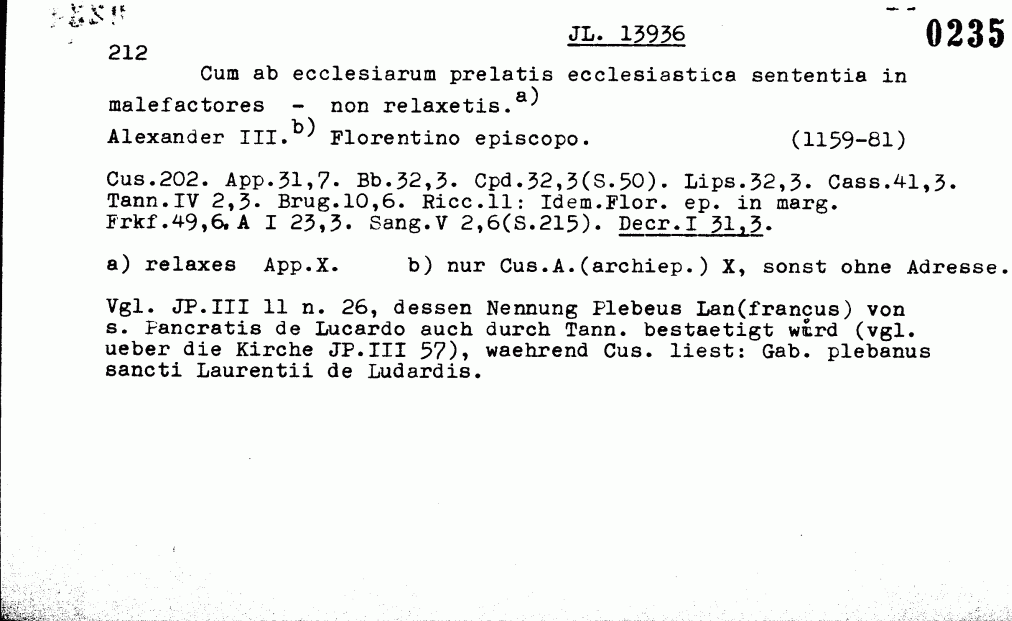 JL. 13936
0235
212
Cum ab ecclesiarum prelatis ecclesiastica sententia in
malefactores - non relaxetis.a)
Alexander III.b) Florentino episcopo. (1159-81)
Cus.202. App.31,7. Bb.32,3. Cpd.32,3(S.50). Lips.32,3. Cass.41,3.
Tann.IV 2,3. Brug.10,6. Ricc.11: Idem.Flor. ep. in marg.
Frkf.49,6. A I 23,3. Sang.V 2,6(S.215). Decr.I 31,3.
a) relaxes App.X. b) nur Cus.A.(archiep.) X, sonst ohne Adresse.
Vgl. JP.III 11 n. 26, dessen Nennung Plebeus Lan(francus) von
s. Pancratis de Lucardo auch durch Tann. bestaetigt wird (vgl.
ueber die Kirche JP.III 57), waehrend Cus. liest: Gab. plebanus
sancti Laurentii de Ludardis.